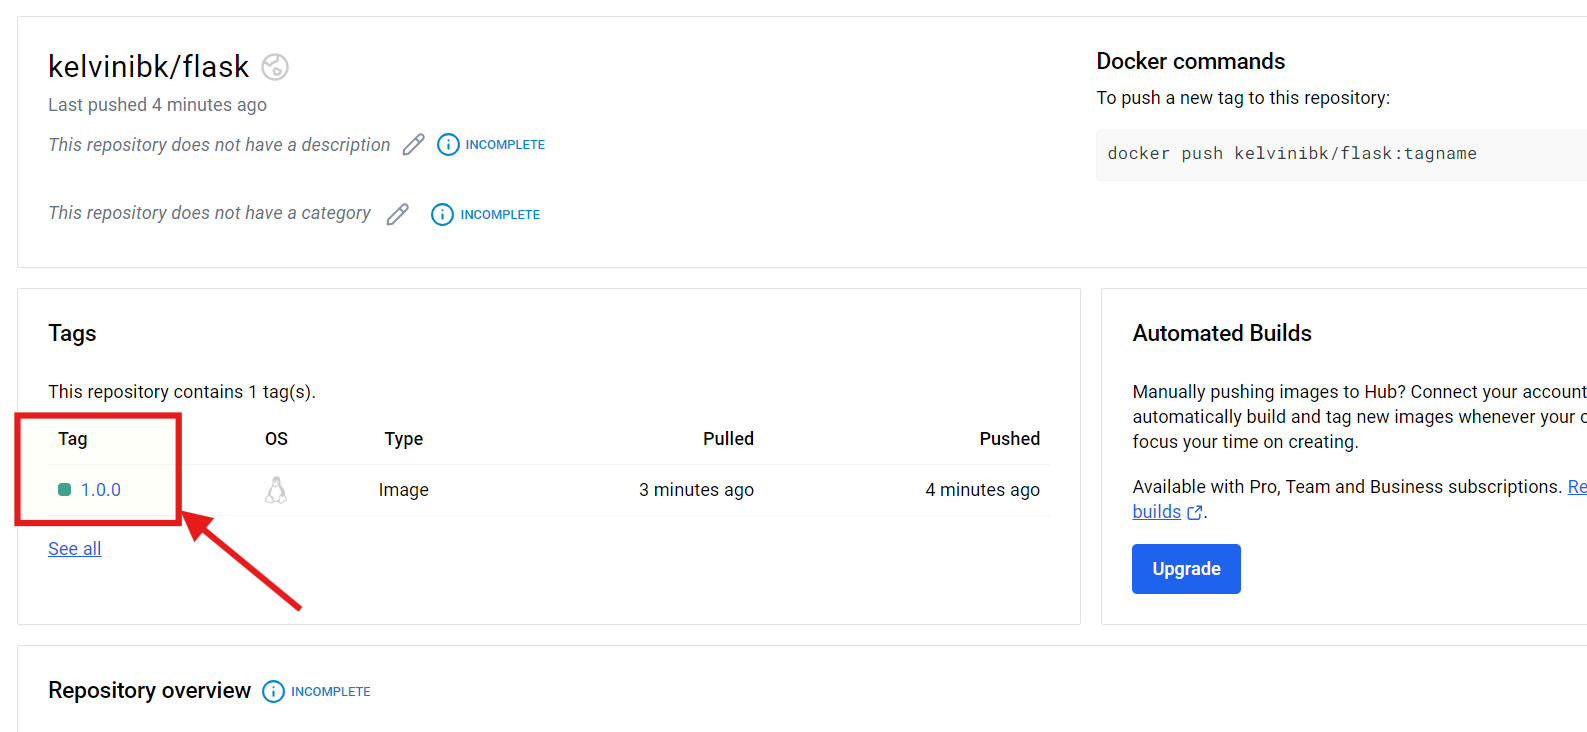 kelvinibk/flask
Last pushed 4 minutes ago
This repository does not have a description INCOMPLETE
This repository does not have a category INCOMPLETE
Docker commands
To push a new tag to this repository:
docker push kelvinibk/flask:tagname
Tags
This repository contains 1 tag(s).
Tag OS Type Pulled Pushed
1.0.0 Image 3 minutes ago 4 minutes ago
See all
Automated Builds
Manually pushing images to Hub? Connect your account
automatically build and tag new images whenever your c
focus your time on creating.
Available with Pro, Team and Business subscriptions. Re
builds .
Upgrade
Repository overview INCOMPLETE